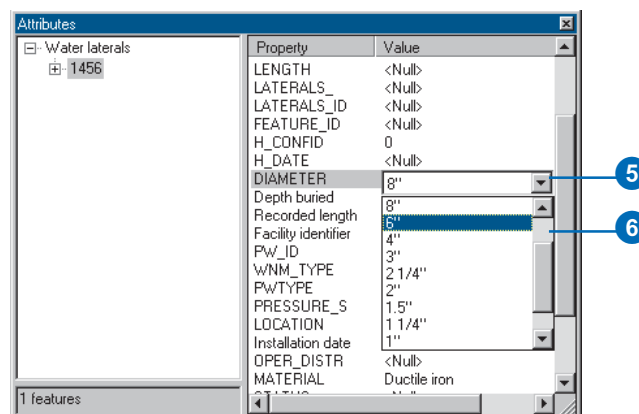 Attributes
Water laterals
1456
1 features
Property Value
LENGTH <Null>
LATERALS_ <Null>
LATERALS_ID <Null>
FEATURE_ID <Null>
H_CONFID 0
H_DATE <Null>
DIAMETER 8"
Depth buried
Recorded length
Facility identifier
PW_ID
WNM_TYPE
PWTYPE
PRESSURE_S
LOCATION
Installation date
8"
6"
4"
3"
2 1/4"
2"
1.5"
1 1/4"
1"
OPER_DISTR <Null>
MATERIAL Ductile iron
5
6